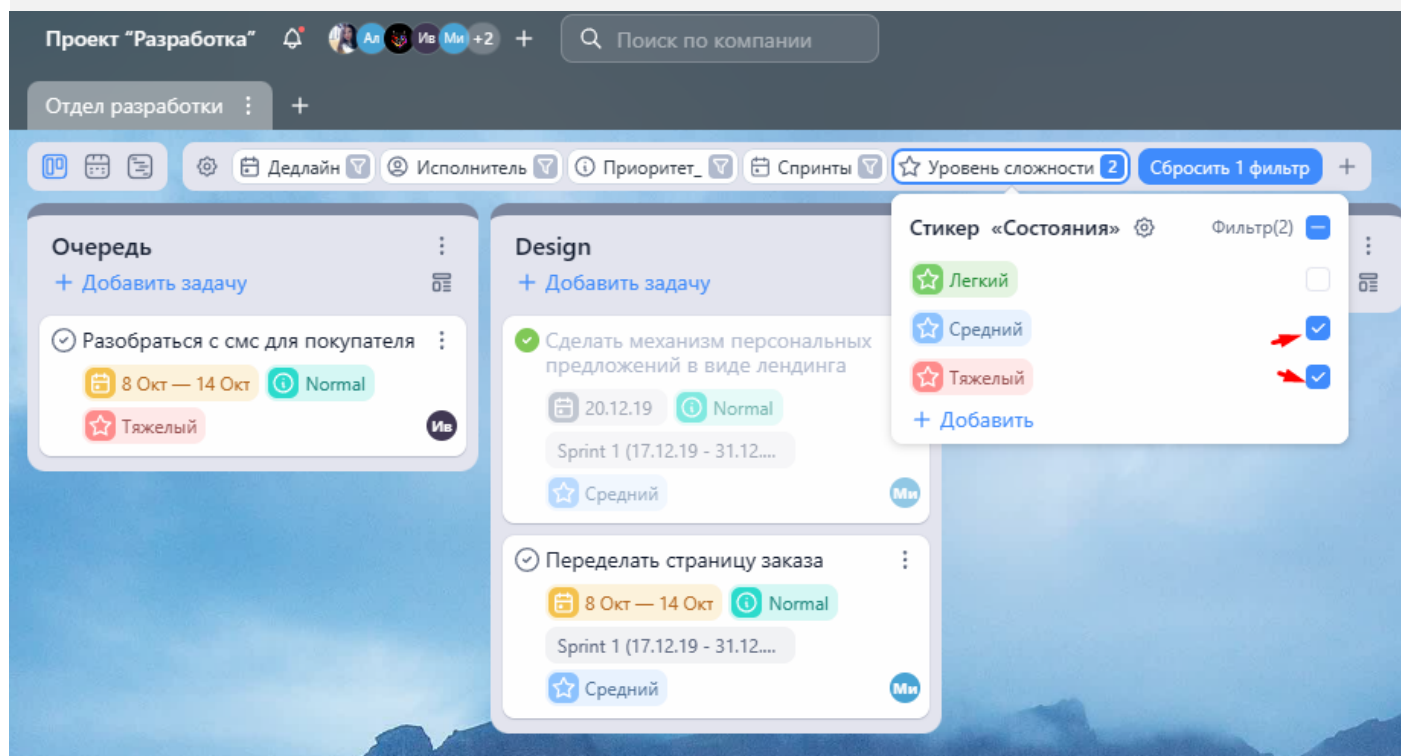 Проект “Разработка” Ал Ив Ми +2 + Поиск по компании
Отдел разработки +
Дедлайн Исполнитель Приоритет_ Спринты Уровень сложности 2 Сбросить 1 фильтр +
Стикер «Состояния» Фильтр(2)
Легкий
Средний
Тяжелый
+ Добавить
Очередь
+ Добавить задачу
Разобраться с смс для покупателя
8 Окт — 14 Окт Normal
Тяжелый Ив
Design
+ Добавить задачу
Сделать механизм персональных
предложений в виде лендинга
20.12.19 Normal
Sprint 1 (17.12.19 - 31.12....
Средний Ми
Переделать страницу заказа
8 Окт — 14 Окт Normal
Sprint 1 (17.12.19 - 31.12....
Средний Ми